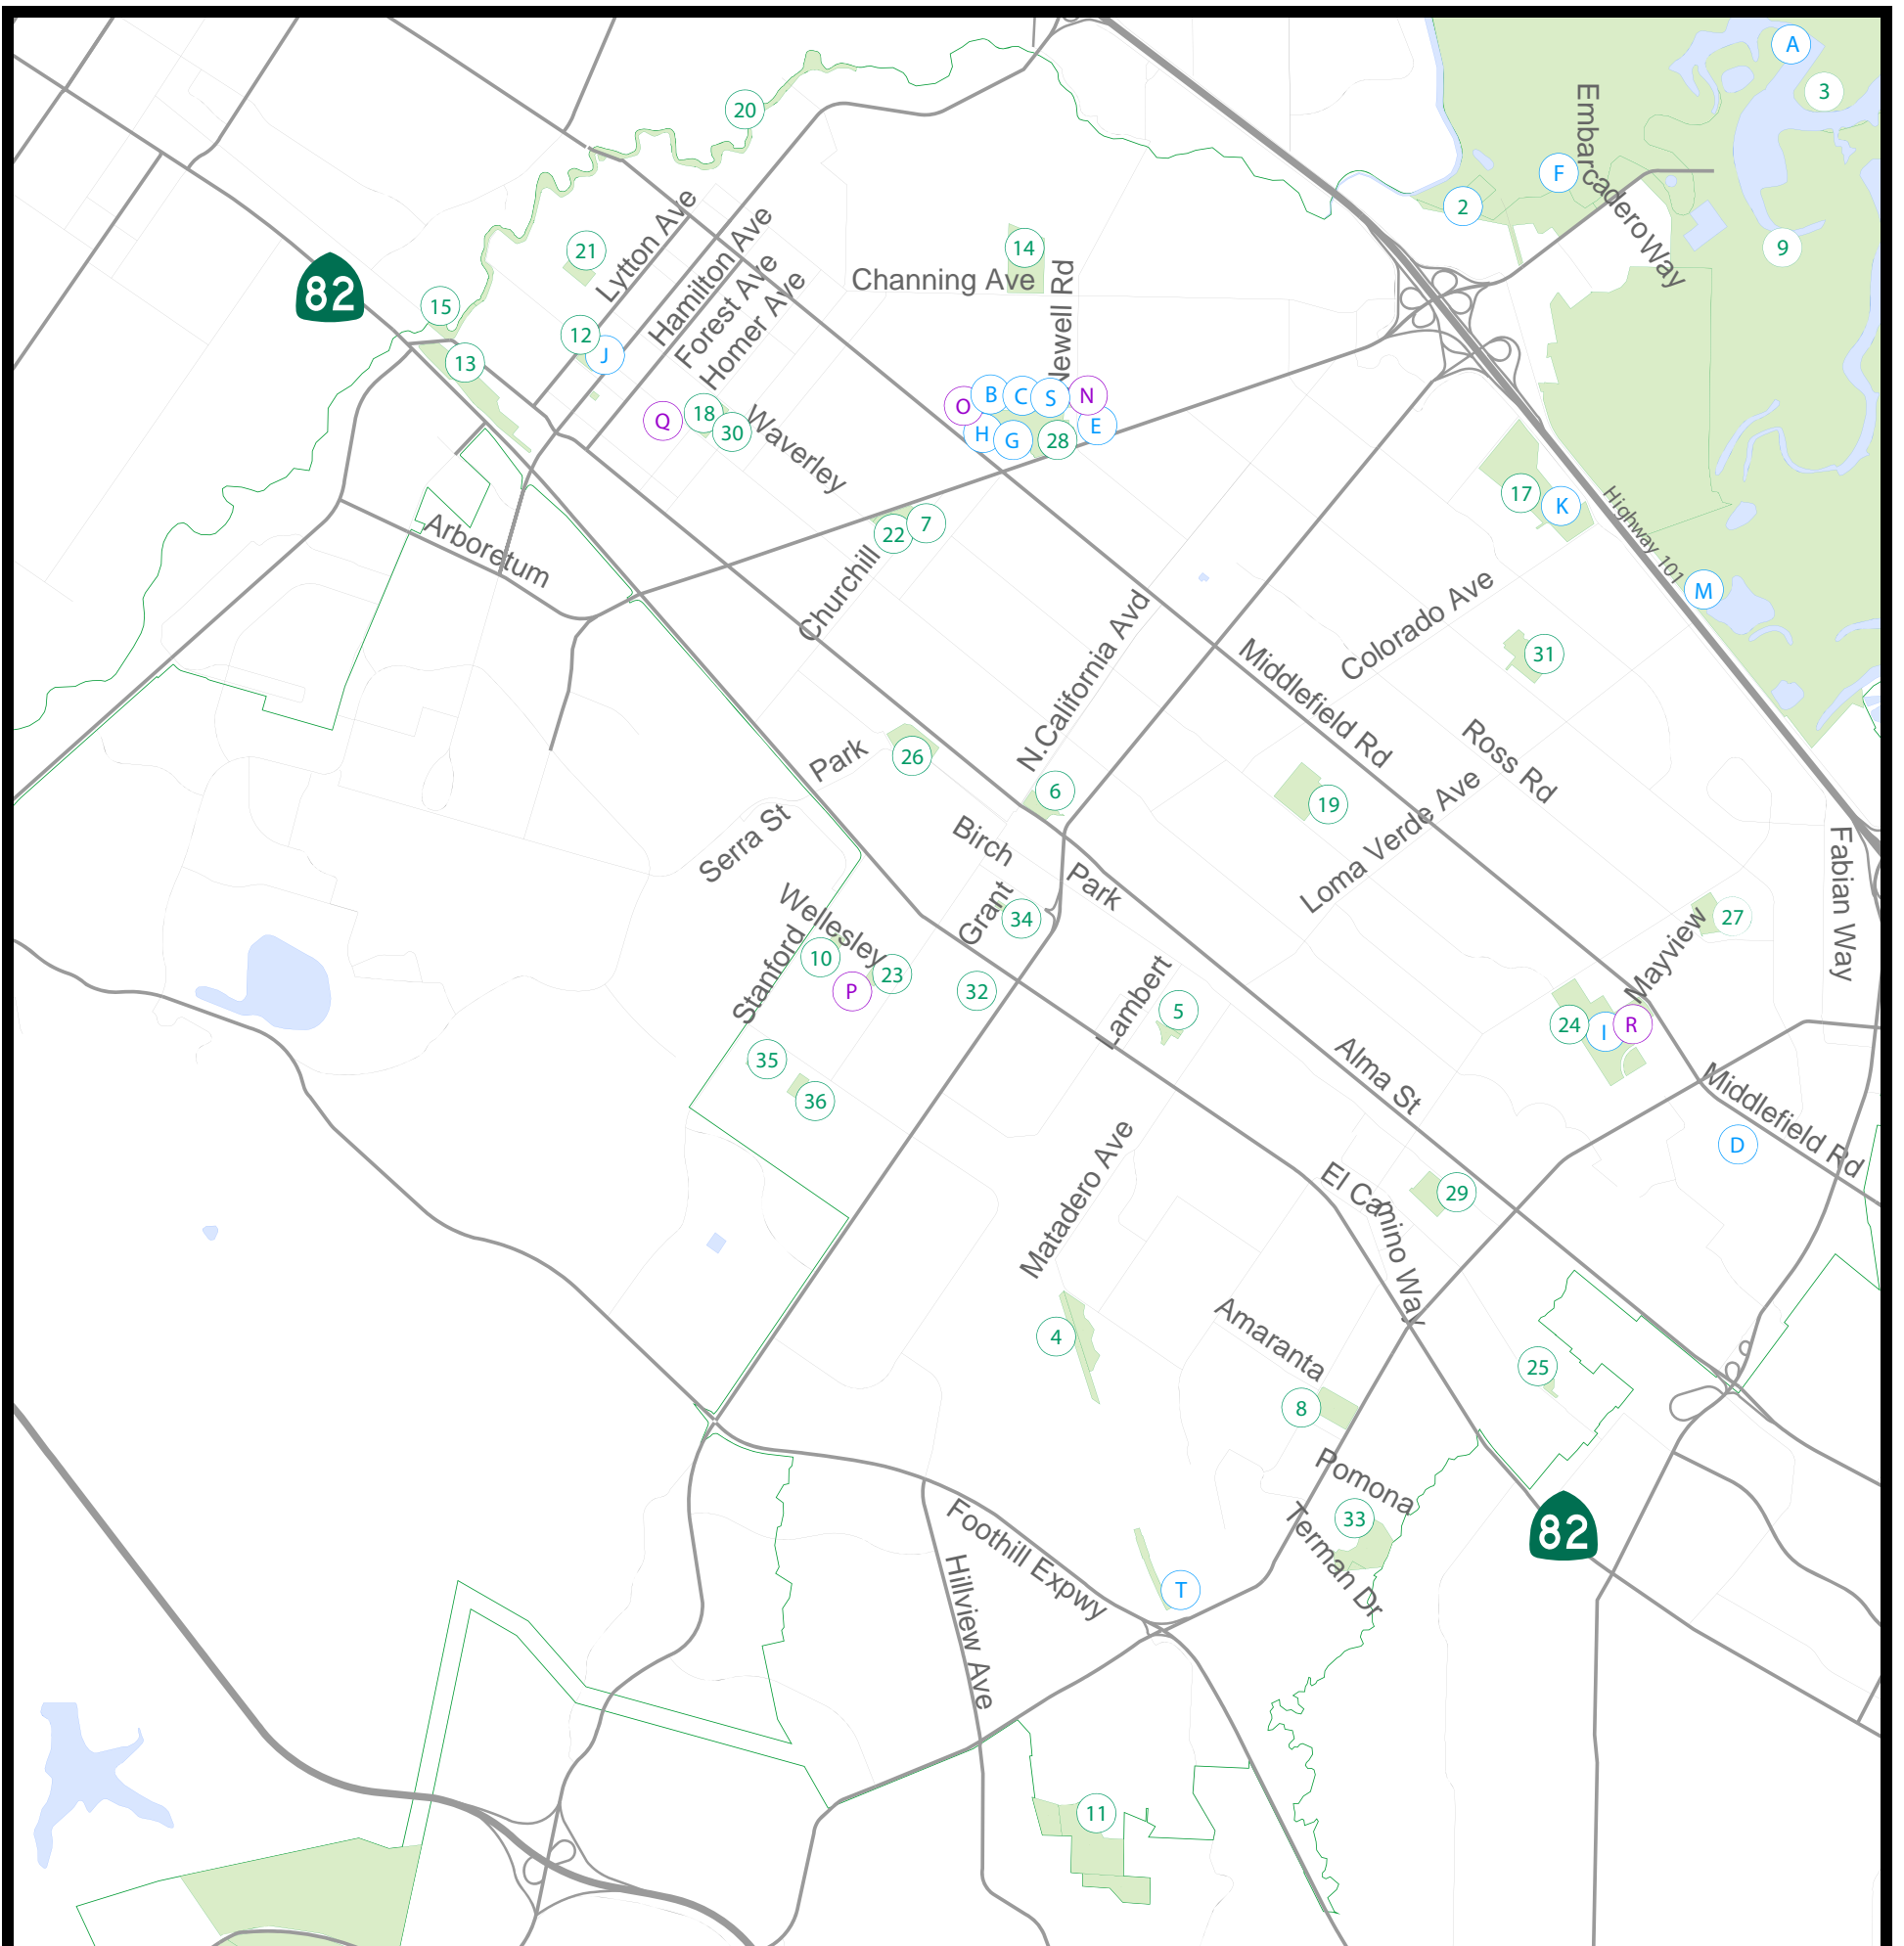 A
3
20
Embarcadero Way
F
2
9
21
Lytton Ave
Hamilton Ave
14
Channing Ave
Forest Ave
Homer Ave
Newell Rd
82
15
12
J
13
O
B
C
S
N
Q
18
30
H
G
28
E
Waverley
17
K
Highway 101
22
7
Arboretum
Churchill
M
Colorado Ave
N.California Avd
31
Middlefield Rd
Park
26
Ross Rd
6
19
Serra St
Birch
Loma Verde Ave
Fabian Way
Park
Wellesley
Grant
34
27
Mayview
Stanford
10
23
P
32
Lambert
5
24
I
R
35
36
Alma St
Middlefield Rd
D
Matadero Ave
El Camino Way
29
4
Amaranta
25
8
Pomona
33
82
Foothill Expwy
Terman Dr
Hillview Ave
T
11